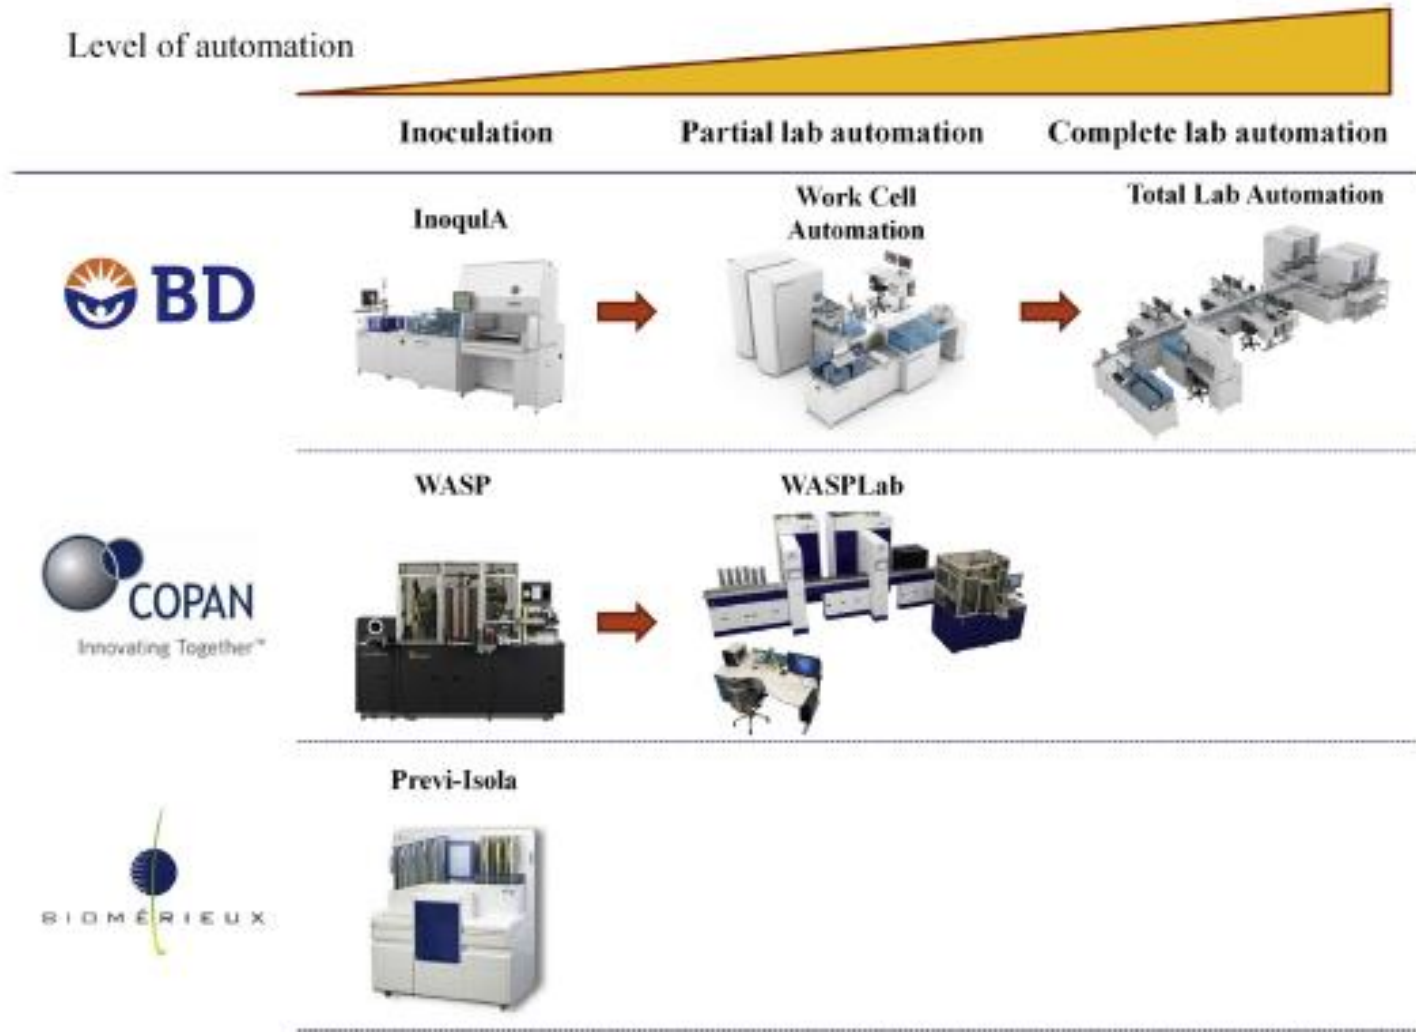 Level of automation
Inoculation
Partial lab automation
Complete lab automation
BD
InoqulA
Work Cell
Automation
Total Lab Automation
COPAN
Innovating Together™
WASP
WASPLab
BIOMÉRIEUX
Previ-Isola